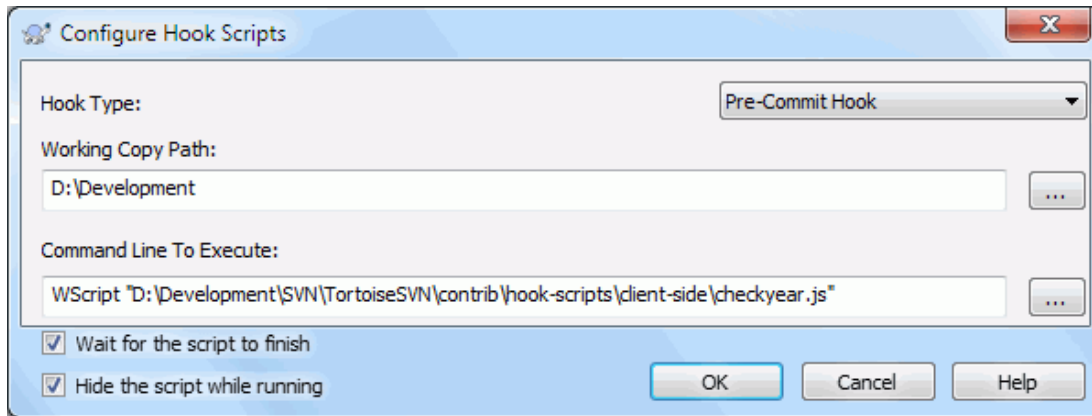 Configure Hook Scripts
Hook Type:
Pre-Commit Hook
Working Copy Path:
D:\Development
...
Command Line To Execute:
WScript "D:\Development\SVN\TortoiseSVN\contrib\hook-scripts\client-side\checkyear.js"
...
Wait for the script to finish
Hide the script while running
OK
Cancel
Help